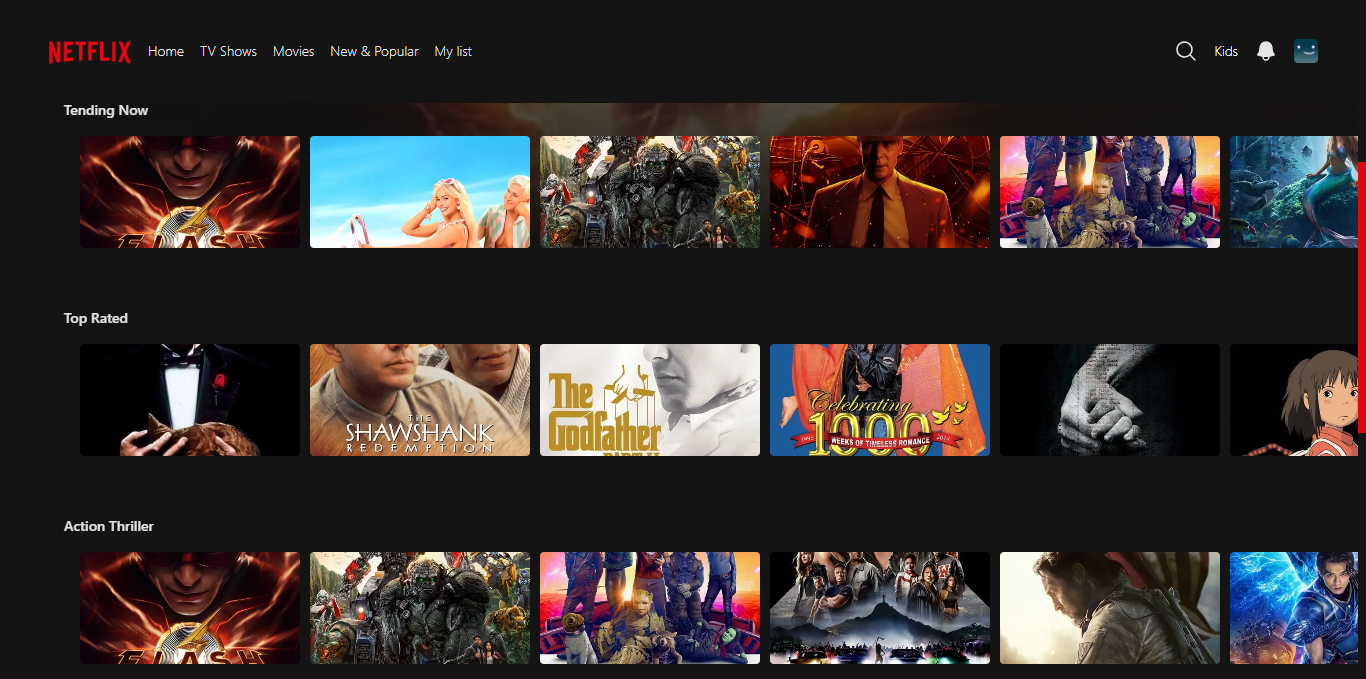 NETFLIX Home TV Shows Movies New & Popular My list Kids
Tending Now
FLASH
Top Rated
THE
SHAWSHANK
REDEMPTION
The
Godfather
PART II
Celebrating
1000
WEEKS OF TIMELESS ROMANCE
Action Thriller
FLASH